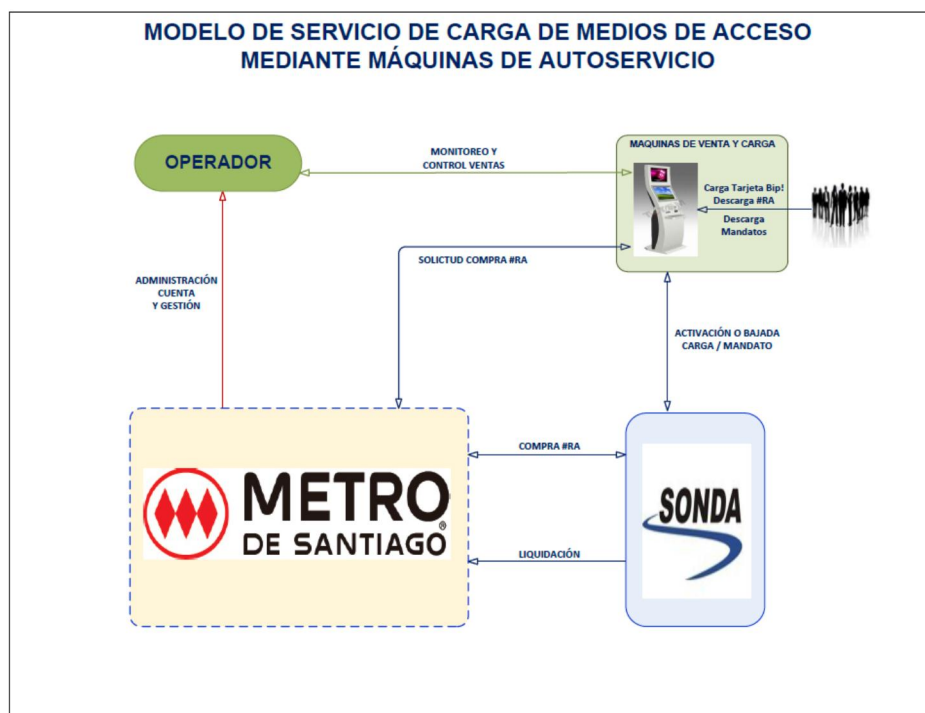 MODELO DE SERVICIO DE CARGA DE MEDIOS DE ACCESO
MEDIANTE MÁQUINAS DE AUTOSERVICIO
OPERADOR
MONITOREO Y
CONTROL VENTAS
MAQUINAS DE VENTA Y CARGA
Carga Tarjeta Bip!
Descarga #RA
Descarga
Mandatos
SOLICTUD COMPRA #RA
ADMINISTRACIÓN
CUENTA
Y GESTIÓN
ACTIVACIÓN O BAJADA
CARGA / MANDATO
COMPRA #RA
METRO
DE SANTIAGO®
SONDA
LIQUIDACIÓN